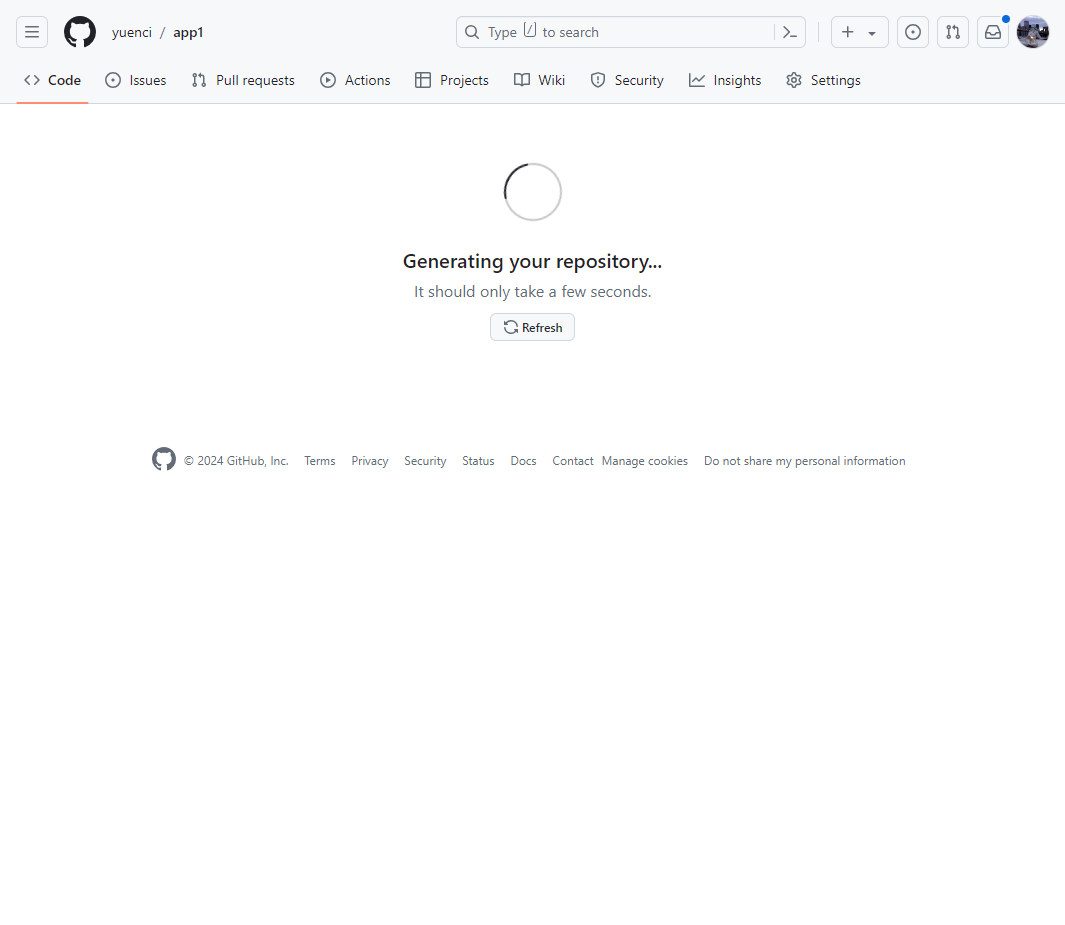 yuenci / app1
Type / to search
Code Issues Pull requests Actions Projects Wiki Security Insights Settings
Generating your repository...
It should only take a few seconds.
Refresh
© 2024 GitHub, Inc. Terms Privacy Security Status Docs Contact Manage cookies Do not share my personal information